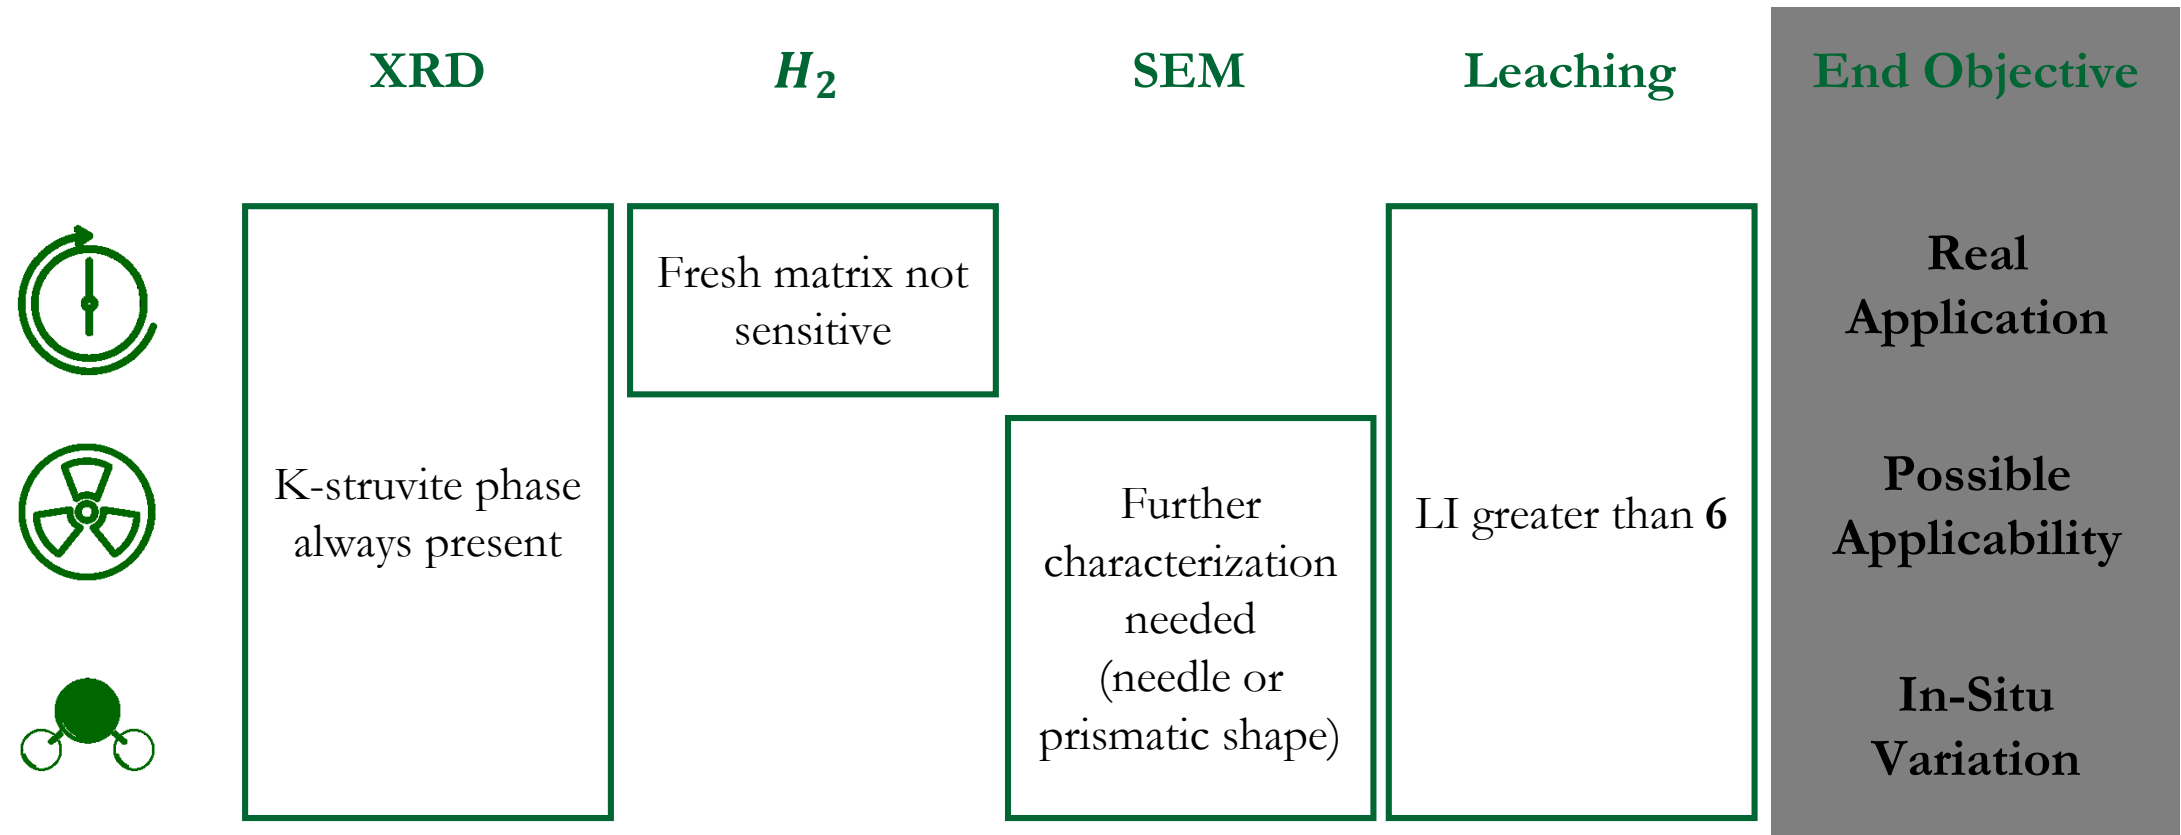 XRD
H₂
SEM
Leaching
End Objective
K-struvite phase
always present
Fresh matrix not
sensitive
Further
characterization
needed
(needle or
prismatic shape)
LI greater than 6
Real
Application
Possible
Applicability
In-Situ
Variation